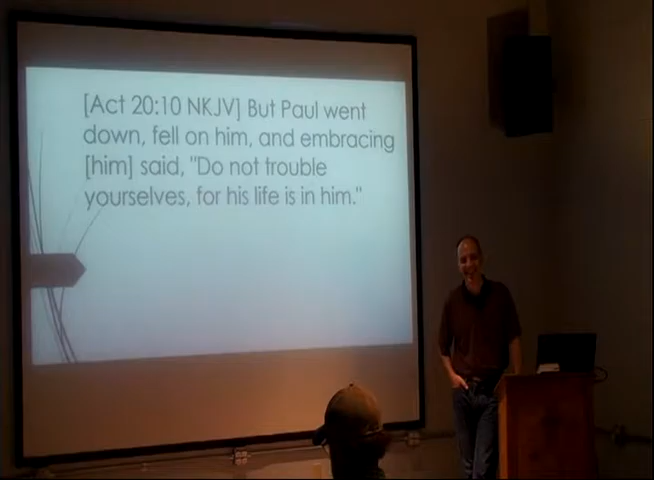 [Act 20:10 NKJV] But Paul went
down, fell on him, and embracing
[him] said, "Do not trouble
yourselves, for his life is in him."